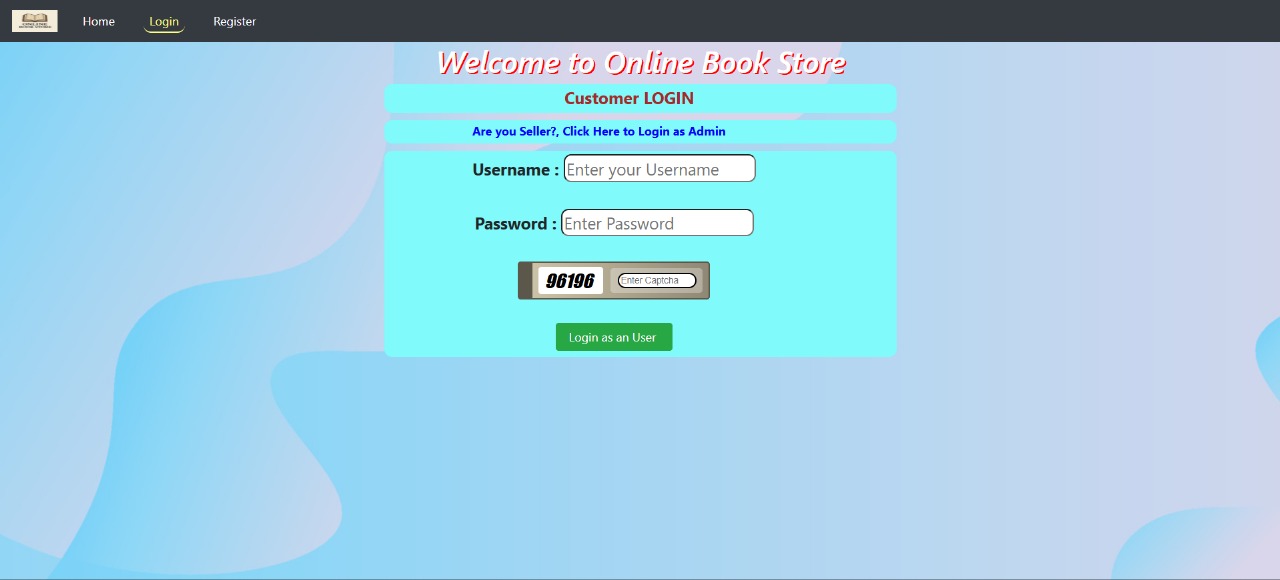 Home Login Register
Welcome to Online Book Store
Customer LOGIN
Are you Seller?, Click Here to Login as Admin
Username : Enter your Username
Password : Enter Password
96196 Enter Captcha
Login as an User